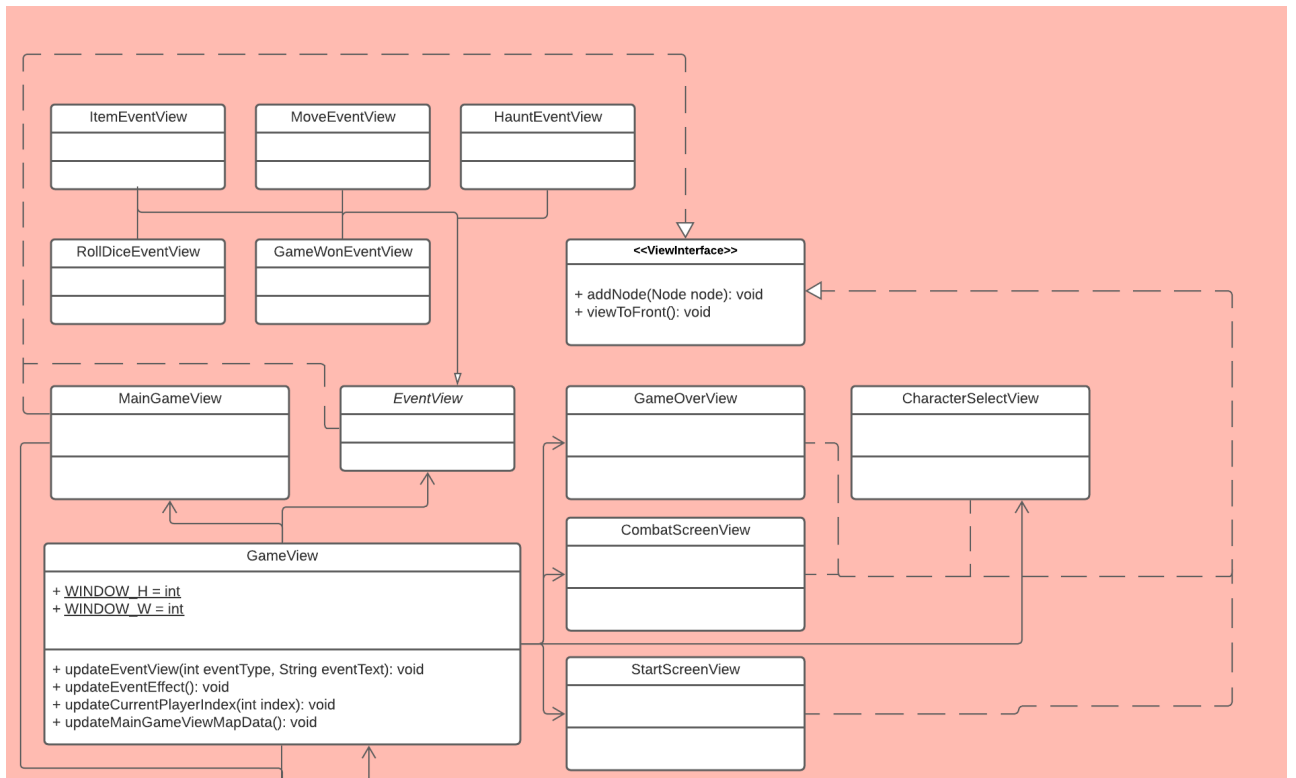 ItemEventView
MoveEventView
HauntEventView
RollDiceEventView
GameWonEventView
<<ViewInterface>>
+ addNode(Node node): void
+ viewToFront(): void
MainGameView
EventView
GameOverView
CharacterSelectView
CombatScreenView
GameView
+ WINDOW_H = int
+ WINDOW_W = int
+ updateEventView(int eventType, String eventText): void
+ updateEventEffect(): void
+ updateCurrentPlayerIndex(int index): void
+ updateMainGameViewMapData(): void
StartScreenView